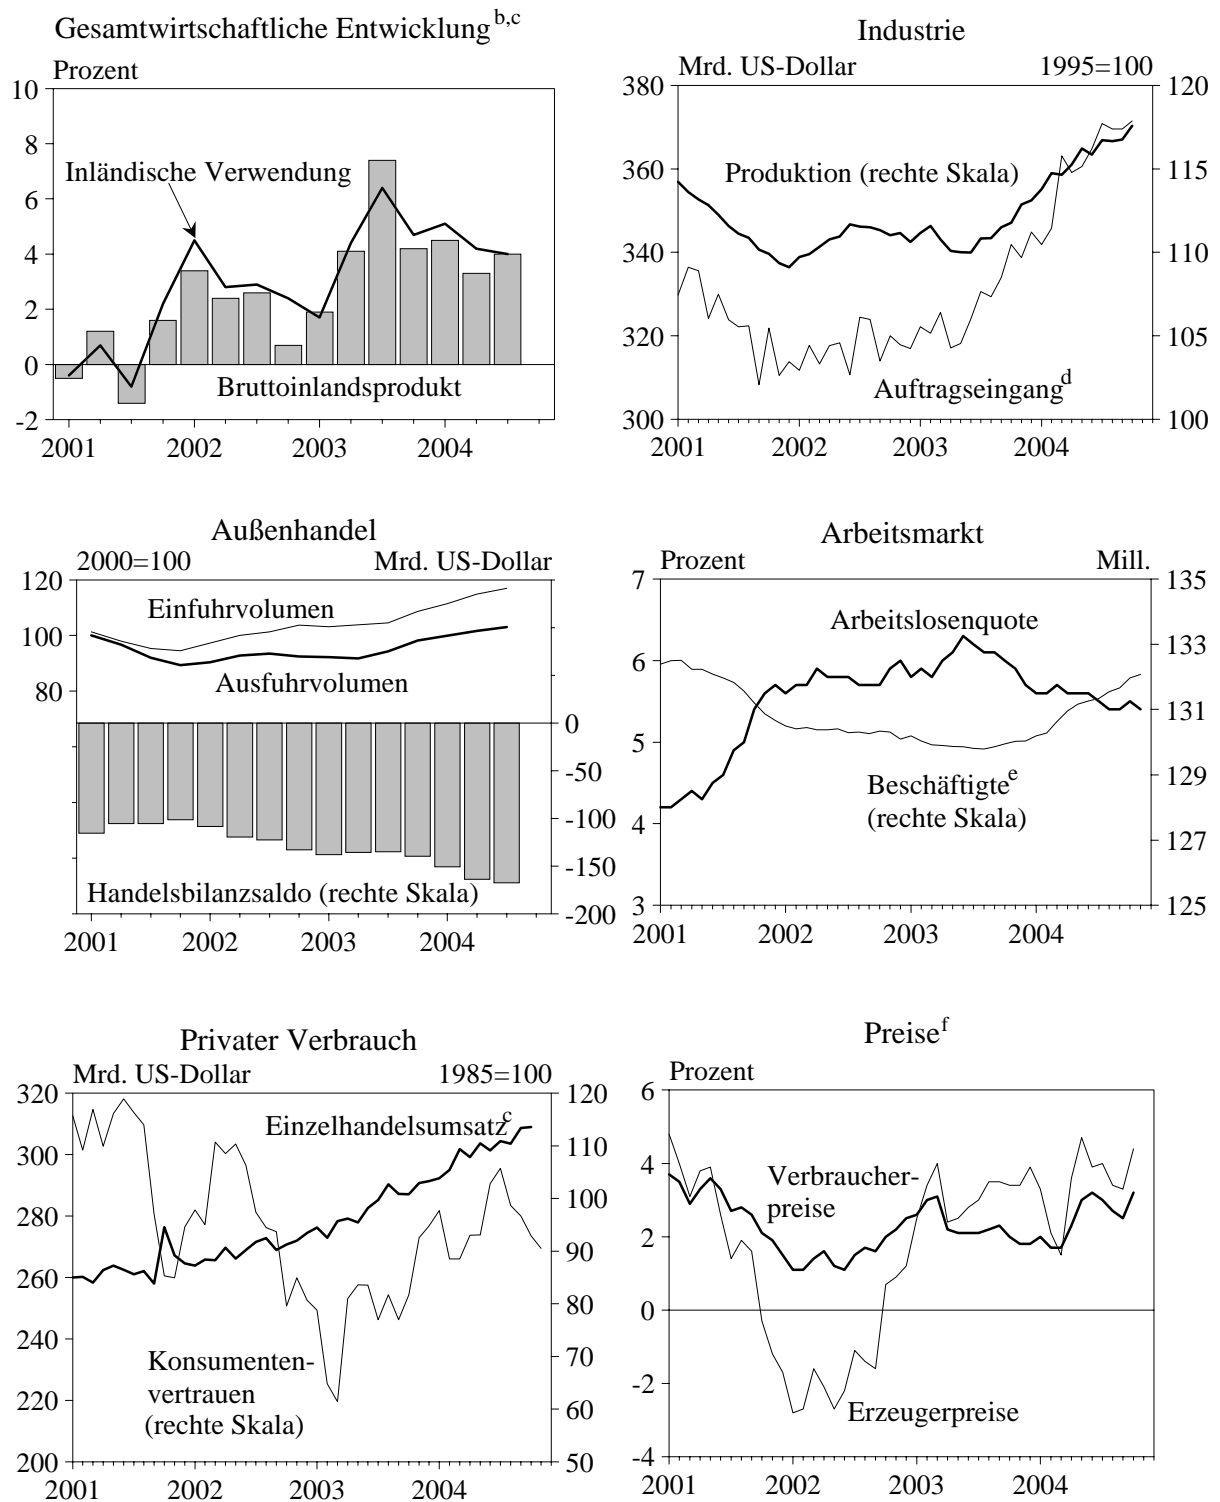 Gesamtwirtschaftliche Entwicklung b,c
Prozent
10
8
6
4
2
0
-2
Inländische Verwendung
Bruttoinlandsprodukt
2001 2002 2003 2004
Industrie
Mrd. US-Dollar 1995=100
380 120
360 115
340 110
320 105
300 100
Produktion (rechte Skala)
Auftragseingang d
2001 2002 2003 2004
Außenhandel
2000=100 Mrd. US-Dollar
120
100
80
0
-50
-100
-150
-200
Einfuhrvolumen
Ausfuhrvolumen
Handelsbilanzsaldo (rechte Skala)
2001 2002 2003 2004
Arbeitsmarkt
Prozent Mill.
7 135
6 133
5 131
4 129
3 127
125
Arbeitslosenquote
Beschäftigte e
(rechte Skala)
2001 2002 2003 2004
Privater Verbrauch
Mrd. US-Dollar 1985=100
320 120
300 110
280 100
260 90
240 80
220 70
200 60
50
Einzelhandelsumsatz c
Konsumenten-
vertrauen
(rechte Skala)
2001 2002 2003 2004
Preise f
Prozent
6
4
2
0
-2
-4
Verbraucher-
preise
Erzeugerpreise
2001 2002 2003 2004